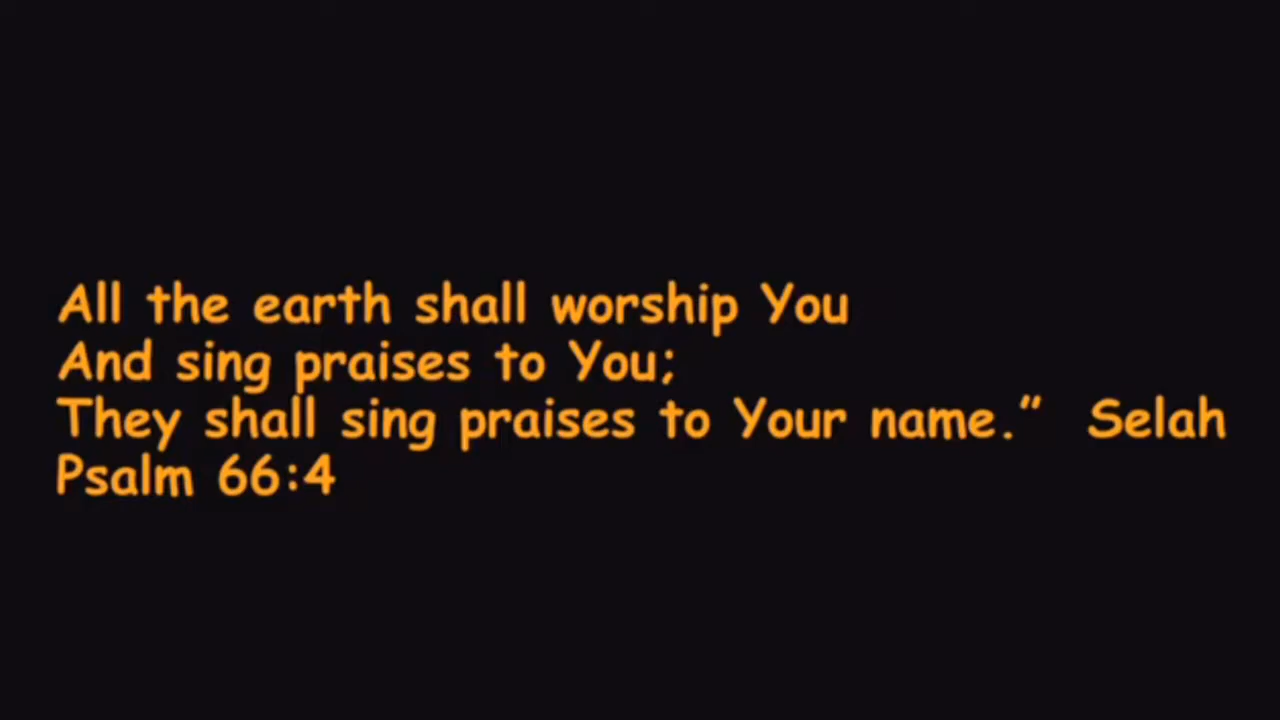 All the earth shall worship You
And sing praises to You;
They shall sing praises to Your name.”  Selah
Psalm 66:4